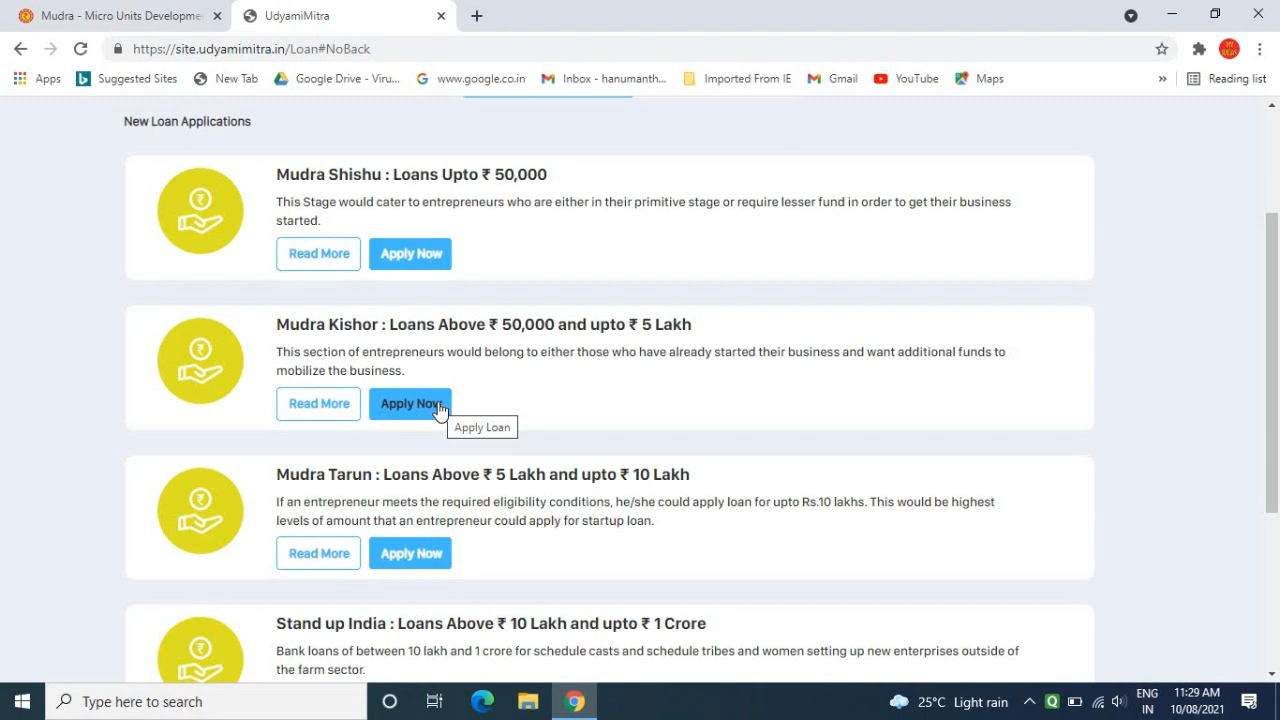 Mudra - Micro Units Developme
UdyamiMitra
https://site.udyamimitra.in/Loan#NoBack
Apps
Suggested Sites
New Tab
Google Drive - Viru...
www.google.co.in
Inbox - hanumanth...
Imported From IE
Gmail
YouTube
Maps
»
Reading list
New Loan Applications
Mudra Shishu : Loans Upto ₹ 50,000
This Stage would cater to entrepreneurs who are either in their primitive stage or require lesser fund in order to get their business
started.
Read More
Apply Now
Mudra Kishor : Loans Above ₹ 50,000 and upto ₹ 5 Lakh
This section of entrepreneurs would belong to either those who have already started their business and want additional funds to
mobilize the business.
Read More
Apply Now
Apply Loan
Mudra Tarun : Loans Above ₹ 5 Lakh and upto ₹ 10 Lakh
If an entrepreneur meets the required eligibility conditions, he/she could apply loan for upto Rs.10 lakhs. This would be highest
levels of amount that an entrepreneur could apply for startup loan.
Read More
Apply Now
Stand up India : Loans Above ₹ 10 Lakh and upto ₹ 1 Crore
Bank loans of between 10 lakh and 1 crore for schedule casts and schedule tribes and women setting up new enterprises outside of
the farm sector.
Type here to search
25°C Light rain
ENG
IN
11:29 AM
10/08/2021